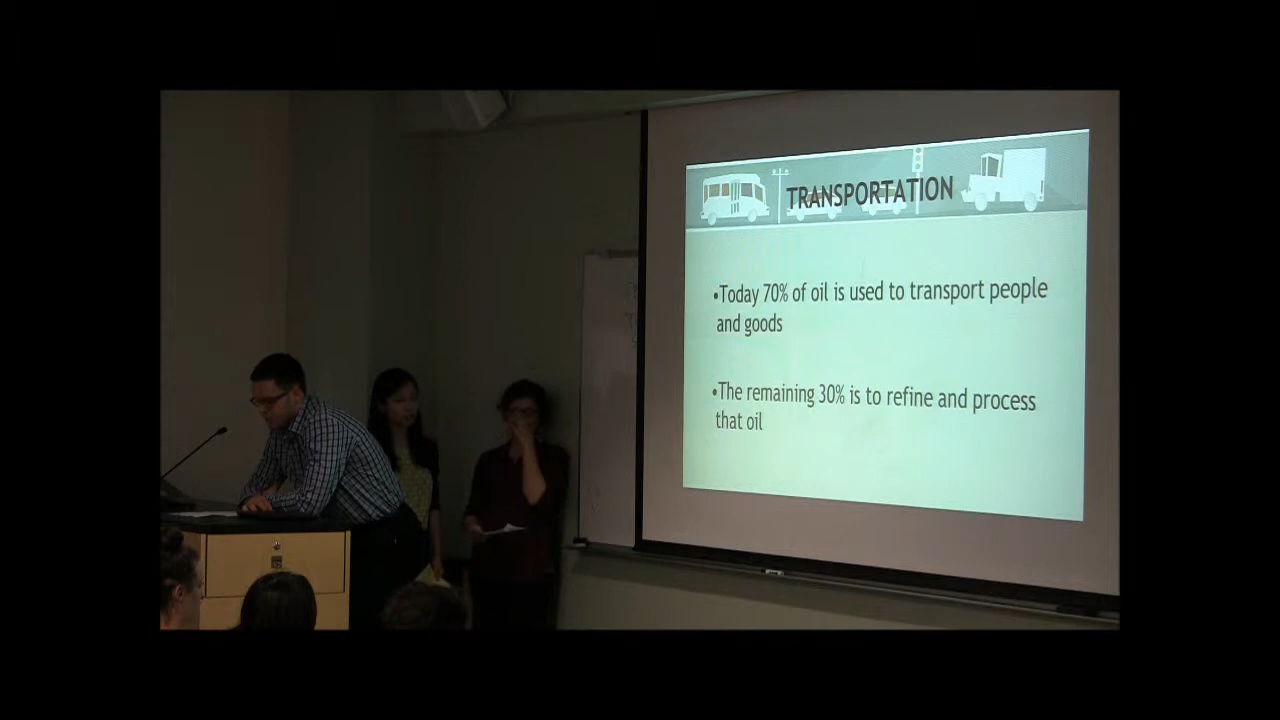 TRANSPORTATION
•Today 70% of oil is used to transport people
and goods
•The remaining 30% is to refine and process
that oil